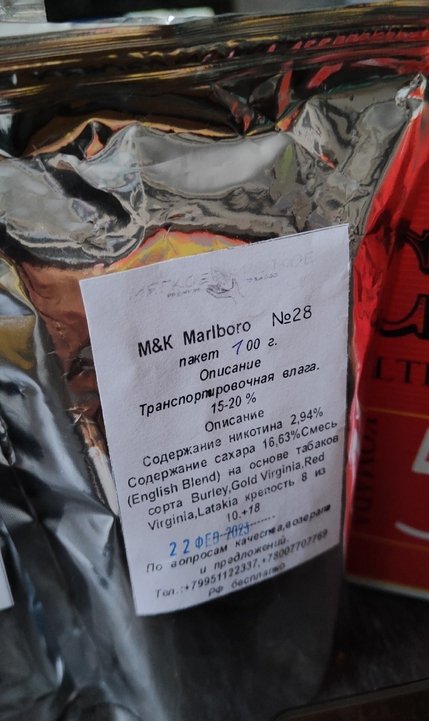 M&K Marlboro №28
пакет 100 г.
Описание
Транспортировочная влага.
15-20 %
Описание
Содержание никотина 2,94%
Содержание сахара 16,63%Смесь
(English Blend) на основе табаков
сорта Burley,Gold Virginia,Red
Virginia,Latakia крепость 8 из
10.+18
22 ФЕВ 2023
По вопросам качества,возврата
и предложений.
Тел.:+79951122337,+78007707769
РФ бесплатно